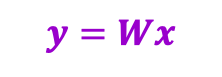 y = Wx